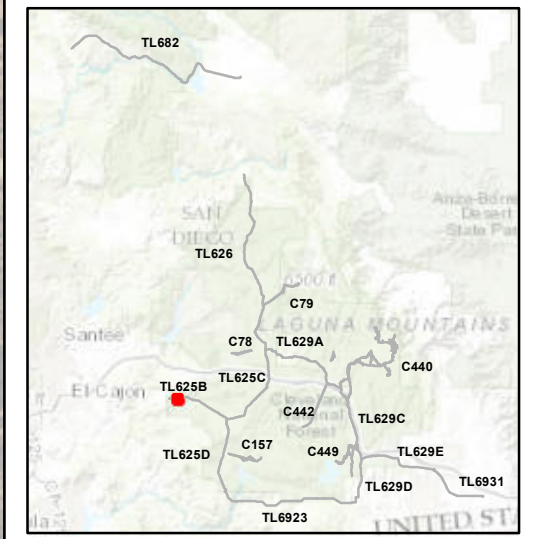 TL682
Anza-Borrego
Desert
State Park
SAN
DIEGO
TL626
6500 ft
C79
LAGUNA MOUNTAINS
Santee
C78
TL629A
C440
TL625B
TL625C
El Cajon
Cleveland
National
Forest
C442
TL629C
C157
C449
TL629E
TL625D
TL629D
TL6931
TL6923
UNITED STA